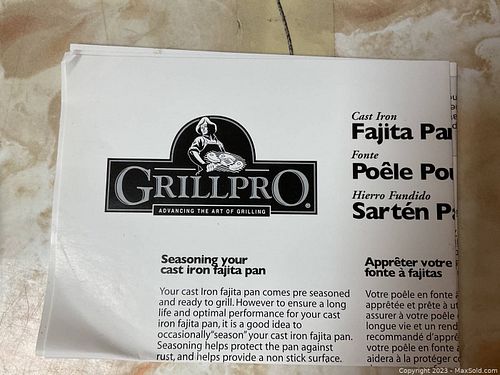 GRILLPRO®
ADVANCING THE ART OF GRILLING
Cast Iron
Fajita Pa
Fonte
Poêle Po
Hierro Fundido
Sartén P
Seasoning your
cast iron fajita pan
Your cast Iron fajita pan comes pre seasoned
and ready to grill. However to ensure a long
life and optimal performance for your cast
iron fajita pan, it is a good idea to
occasionally "season" your cast iron fajita pan.
Seasoning helps protect the pan against
rust, and helps provide a non stick surface.
Apprêter votre
fonte à fajitas
Votre poêle en fonte
apprêtée et prête à ut
assurer à votre poêle
longue vie et un rend
recommandé d'appr
votre poêle en fonte
aidera à la protéger co
Copyright 2023 - MaxSold.com